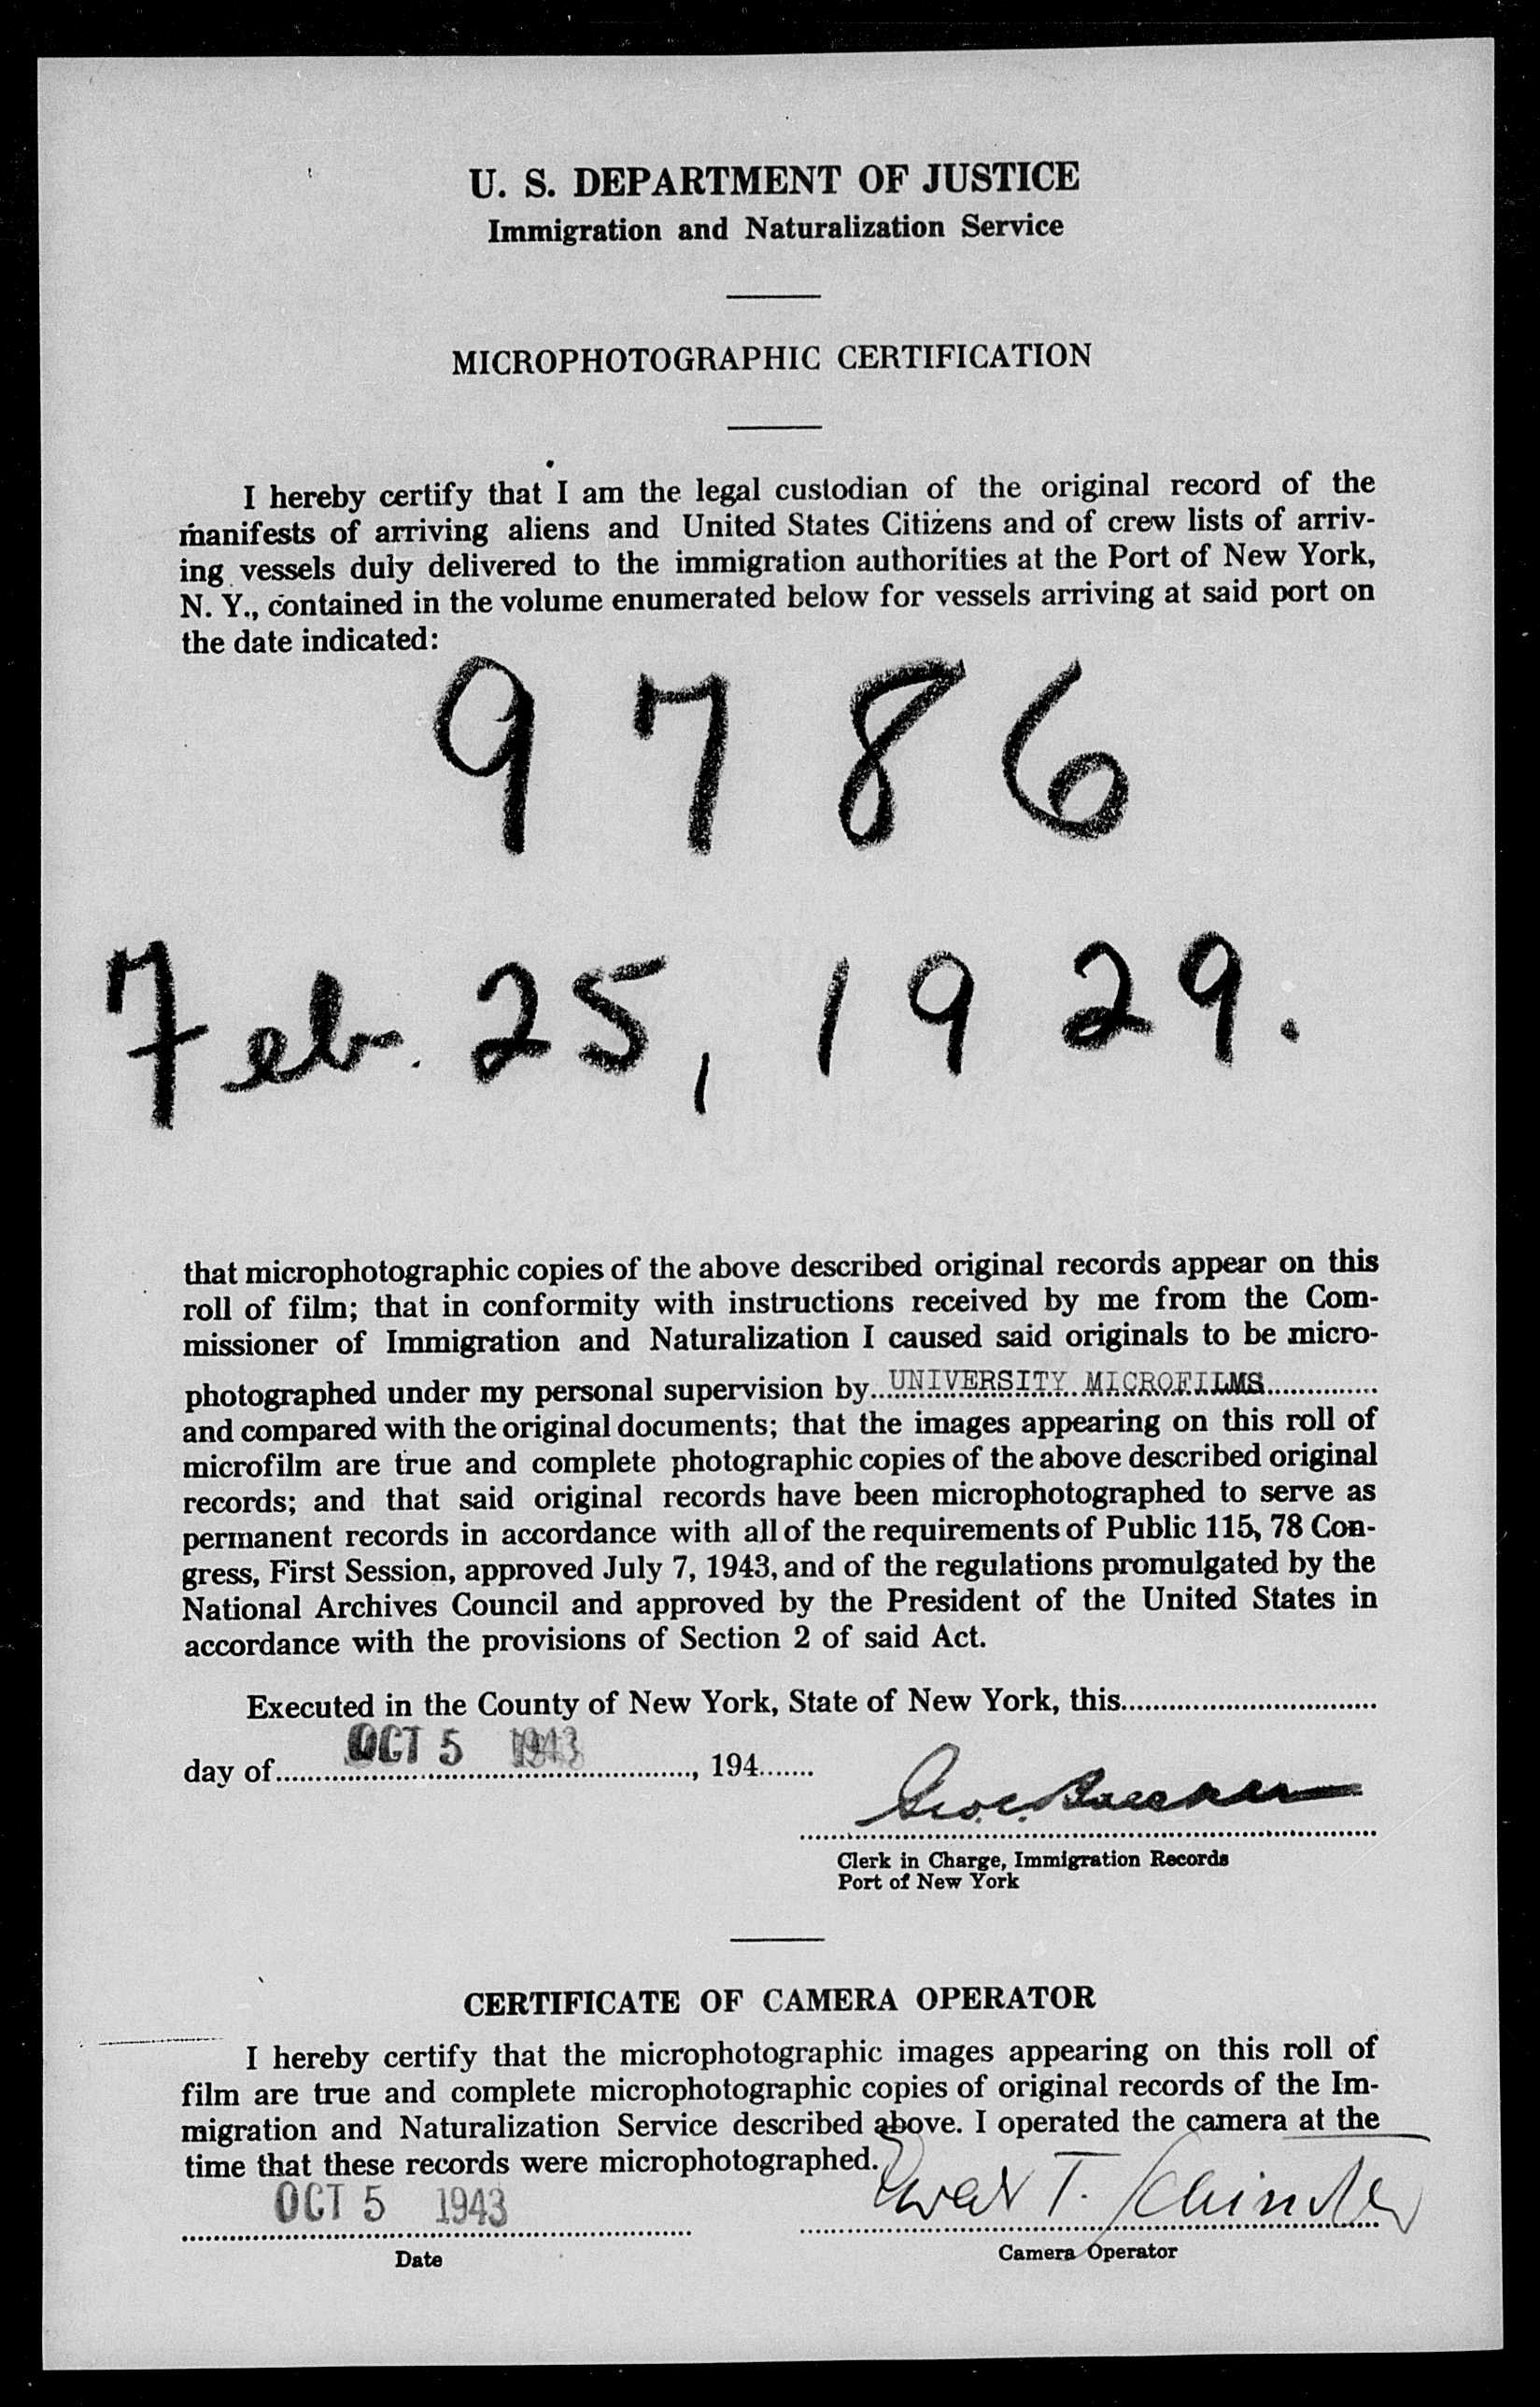 U. S. DEPARTMENT OF JUSTICE
Immigration and Naturalization Service
MICROPHOTOGRAPHIC CERTIFICATION
I hereby certify that I am the legal custodian of the original record of the
manifests of arriving aliens and United States Citizens and of crew lists of arriv-
ing vessels duly delivered to the immigration authorities at the Port of New York,
N. Y., contained in the volume enumerated below for vessels arriving at said port on
the date indicated:
9786
Feb. 25, 1929.
that microphotographic copies of the above described original records appear on this
roll of film; that in conformity with instructions received by me from the Com-
missioner of Immigration and Naturalization I caused said originals to be micro-
photographed under my personal supervision by UNIVERSITY MICROFILMS
and compared with the original documents; that the images appearing on this roll of
microfilm are true and complete photographic copies of the above described original
records; and that said original records have been microphotographed to serve as
permanent records in accordance with all of the requirements of Public 115, 78 Con-
gress, First Session, approved July 7, 1943, and of the regulations promulgated by the
National Archives Council and approved by the President of the United States in
accordance with the provisions of Section 2 of said Act.
Executed in the County of New York, State of New York, this
day of OCT 5 1943, 194
Clerk in Charge, Immigration Records
Port of New York
CERTIFICATE OF CAMERA OPERATOR
I hereby certify that the microphotographic images appearing on this roll of
film are true and complete microphotographic copies of original records of the Im-
migration and Naturalization Service described above. I operated the camera at the
time that these records were microphotographed.
OCT 5 1943 T.
Date
Camera Operator